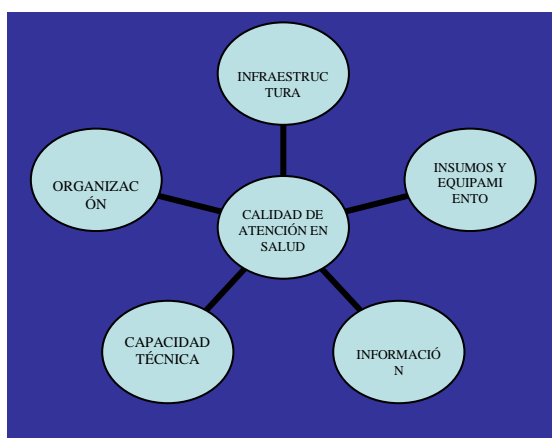 INFRAESTRUC
TURA
ORGANIZAC
ÓN
INSUMOS Y
EQUIPAMI
ENTO
CALIDAD DE
ATENCIÓN EN
SALUD
CAPACIDAD
TÉCNICA
INFORMACIÓ
N